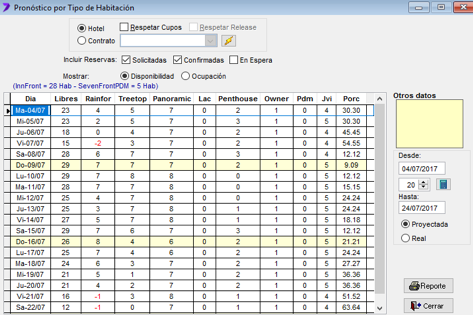 Pronóstico por Tipo de Habitación
Hotel Respetar Cupos Respetar Release
Contrato
Incluir Reservas: Solicitadas Confirmadas En Espera
Mostrar: Disponibilidad Ocupación
(InnFront = 28 Hab - SevenFrontPDM = 5 Hab)
Dia Libres Rainfor Treetop Panoramic Lac Penthouse Owner Pdm Jvi Porc
Ma-04/07 23 4 5 7 0 2 1 0 4 30.30
Mi-05/07 23 2 5 7 0 3 1 0 5 30.30
Ju-06/07 18 0 4 7 0 2 1 0 4 45.45
Vi-07/07 15 -2 3 7 0 2 1 0 4 54.55
Sa-08/07 28 6 7 7 0 3 1 0 4 12.12
Do-09/07 29 7 7 7 0 2 1 0 5 9.09
Lu-10/07 29 7 8 8 0 0 1 0 5 12.12
Ma-11/07 28 7 7 8 0 0 1 0 5 15.15
Mi-12/07 25 4 7 8 0 0 1 0 5 24.24
Ju-13/07 25 3 7 8 0 1 1 0 5 24.24
Vi-14/07 27 5 7 8 0 1 1 0 5 18.18
Sa-15/07 29 7 6 7 0 3 1 0 5 12.12
Do-16/07 26 8 4 6 0 2 1 0 5 21.21
Lu-17/07 25 7 4 6 0 2 1 0 5 24.24
Ma-18/07 24 6 3 7 0 2 1 0 5 27.27
Mi-19/07 21 5 1 7 0 2 1 0 5 36.36
Ju-20/07 21 4 2 7 0 2 1 0 5 36.36
Vi-21/07 16 -1 3 8 0 1 1 0 4 51.52
Sa-22/07 12 -1 0 7 0 1 1 0 4 63.64
Otros datos
Desde:
04/07/2017
20
Hasta:
24/07/2017
Proyectada
Real
Reporte
Cerrar